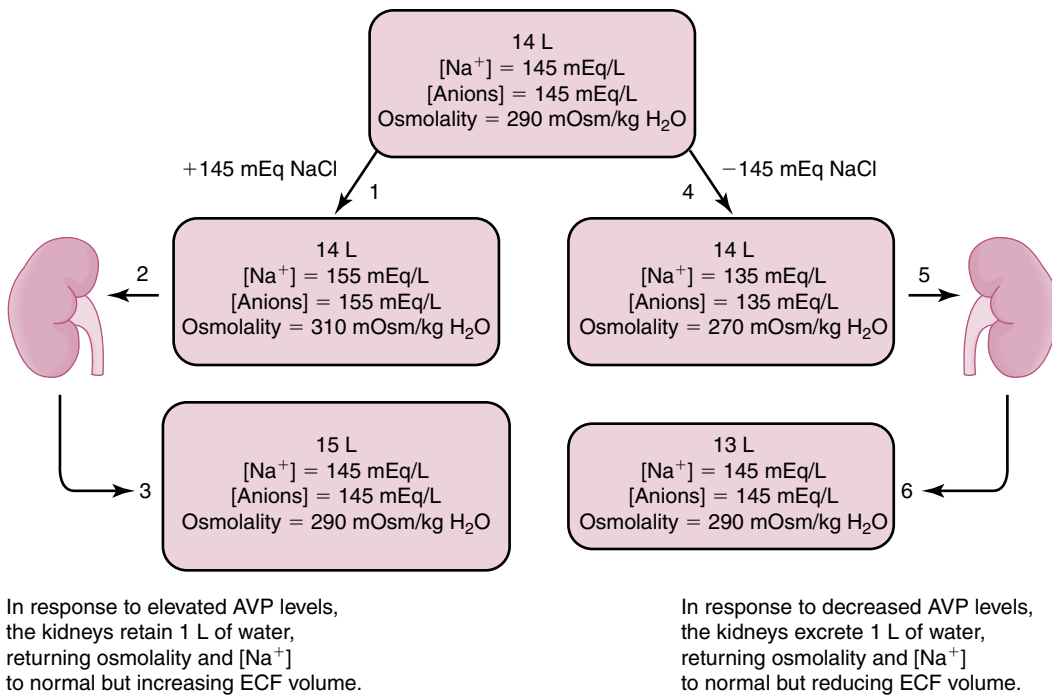 14 L
[Na⁺] = 145 mEq/L
[Anions] = 145 mEq/L
Osmolality = 290 mOsm/kg H₂O
+145 mEq NaCl
1
4
−145 mEq NaCl
14 L
[Na⁺] = 155 mEq/L
[Anions] = 155 mEq/L
Osmolality = 310 mOsm/kg H₂O
2
14 L
[Na⁺] = 135 mEq/L
[Anions] = 135 mEq/L
Osmolality = 270 mOsm/kg H₂O
5
3
15 L
[Na⁺] = 145 mEq/L
[Anions] = 145 mEq/L
Osmolality = 290 mOsm/kg H₂O
13 L
[Na⁺] = 145 mEq/L
[Anions] = 145 mEq/L
Osmolality = 290 mOsm/kg H₂O
6
In response to elevated AVP levels,
the kidneys retain 1 L of water,
returning osmolality and [Na⁺]
to normal but increasing ECF volume.
In response to decreased AVP levels,
the kidneys excrete 1 L of water,
returning osmolality and [Na⁺]
to normal but reducing ECF volume.